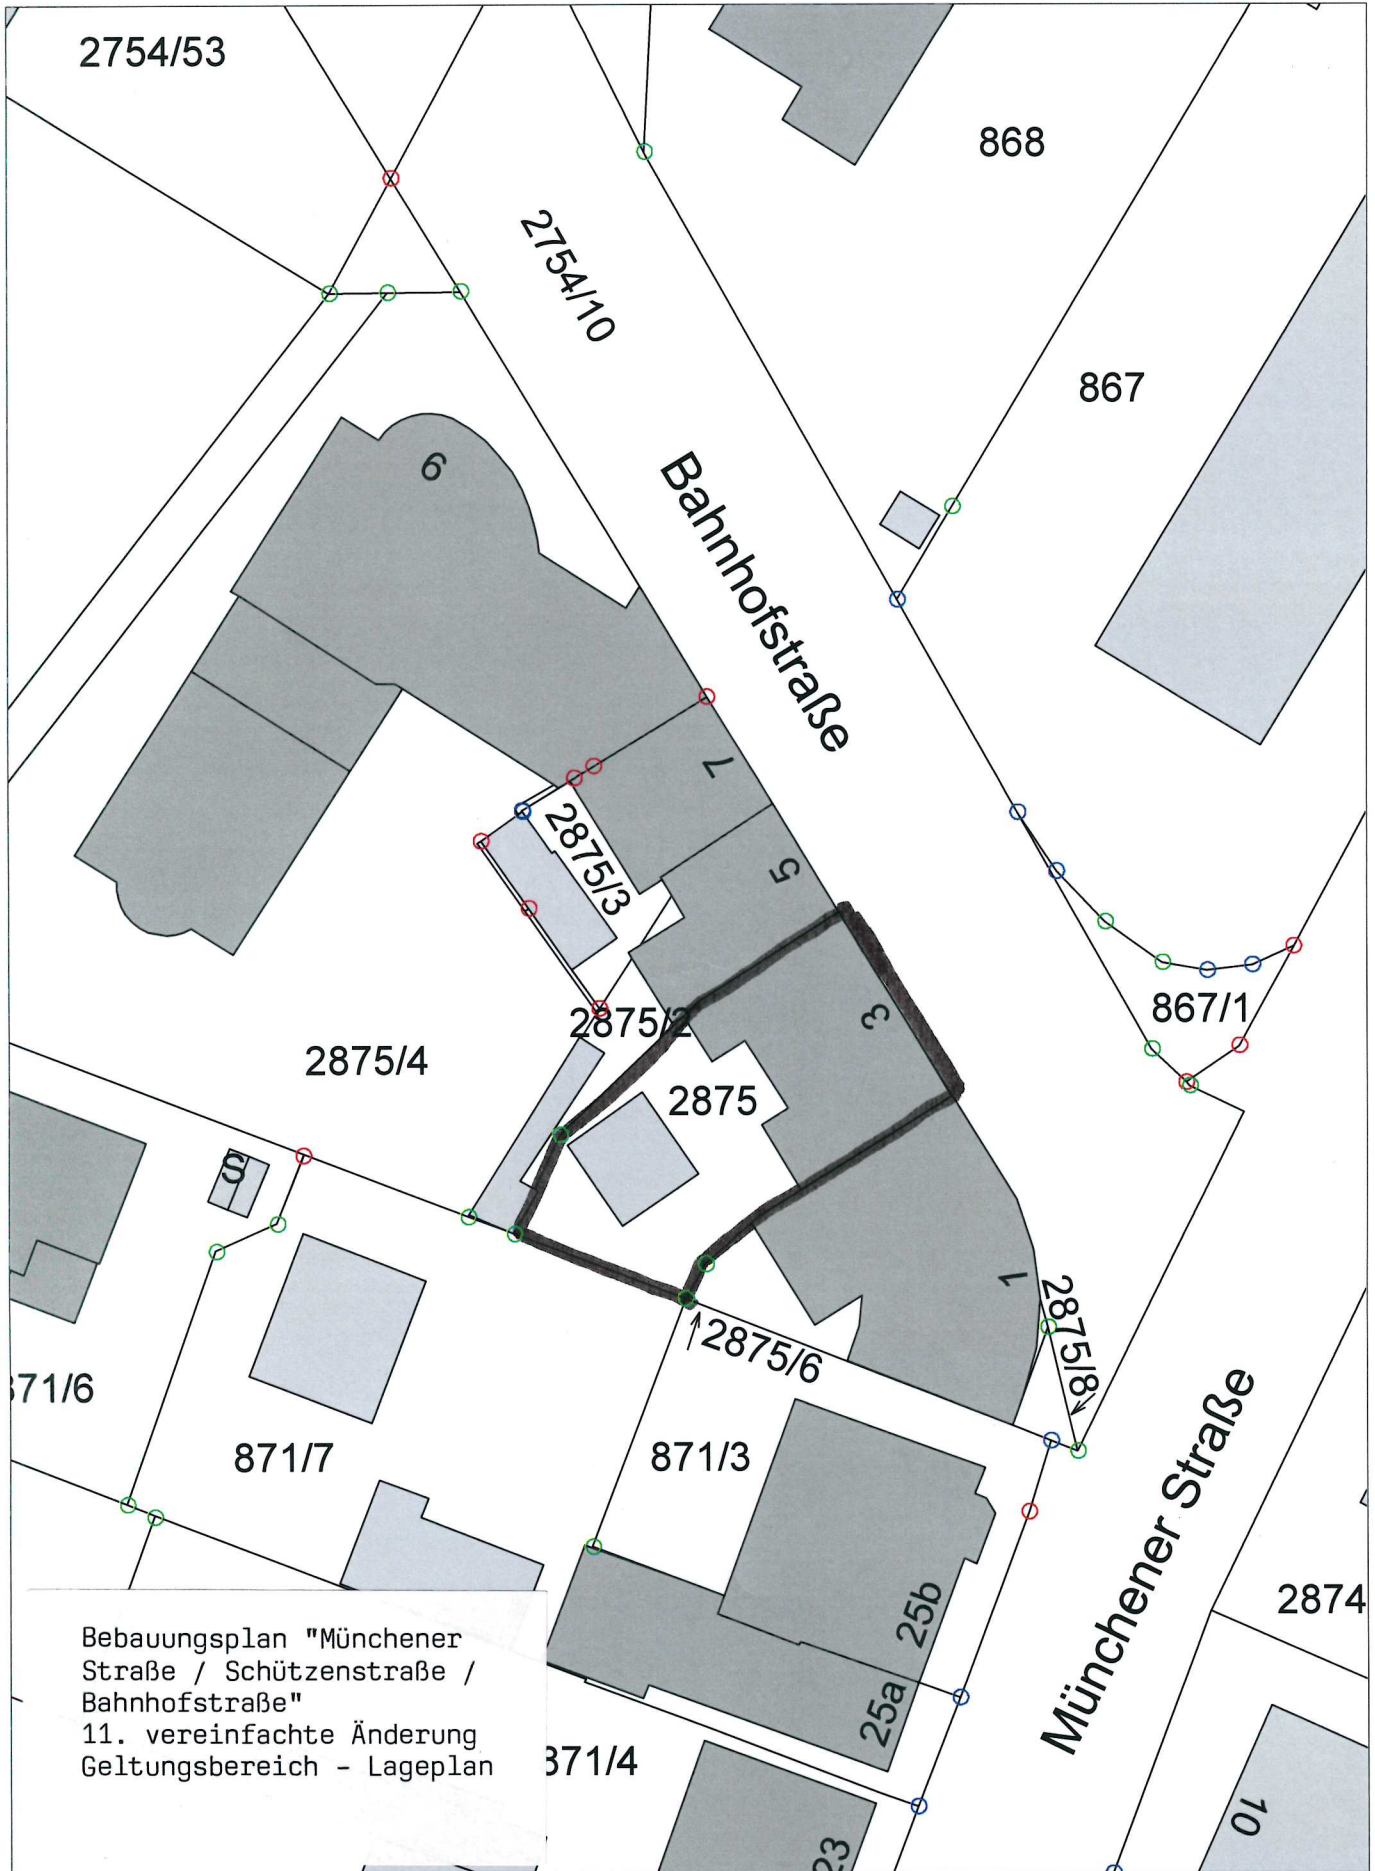 2754/53
868
2754/10
867
6
Bahnhofstraße
7
2875/3
5
3
867/1
2875/2
2875/4
2875
S
1
2875/8
2875/6
871/6
871/7
871/3
Münchener Straße
25b
2874
25a
871/4
10
23
Bebauungsplan "Münchener
Straße / Schützenstraße /
Bahnhofstraße"
11. vereinfachte Änderung
Geltungsbereich - Lageplan